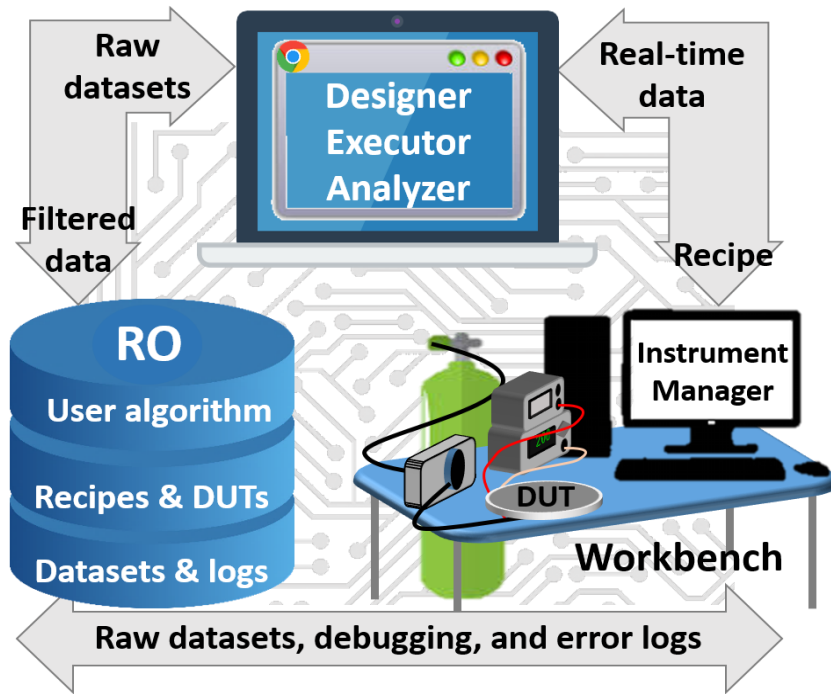 Raw
datasets
Real-time
data
Designer
Executor
Analyzer
Filtered
data
Recipe
RO
User algorithm
Recipes & DUTs
Datasets & logs
Instrument
Manager
200
DUT
Workbench
Raw datasets, debugging, and error logs